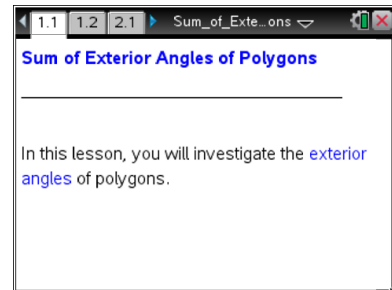 1.1 1.2 2.1 Sum_of_Exte…ons
Sum of Exterior Angles of Polygons
In this lesson, you will investigate the exterior
angles of polygons.